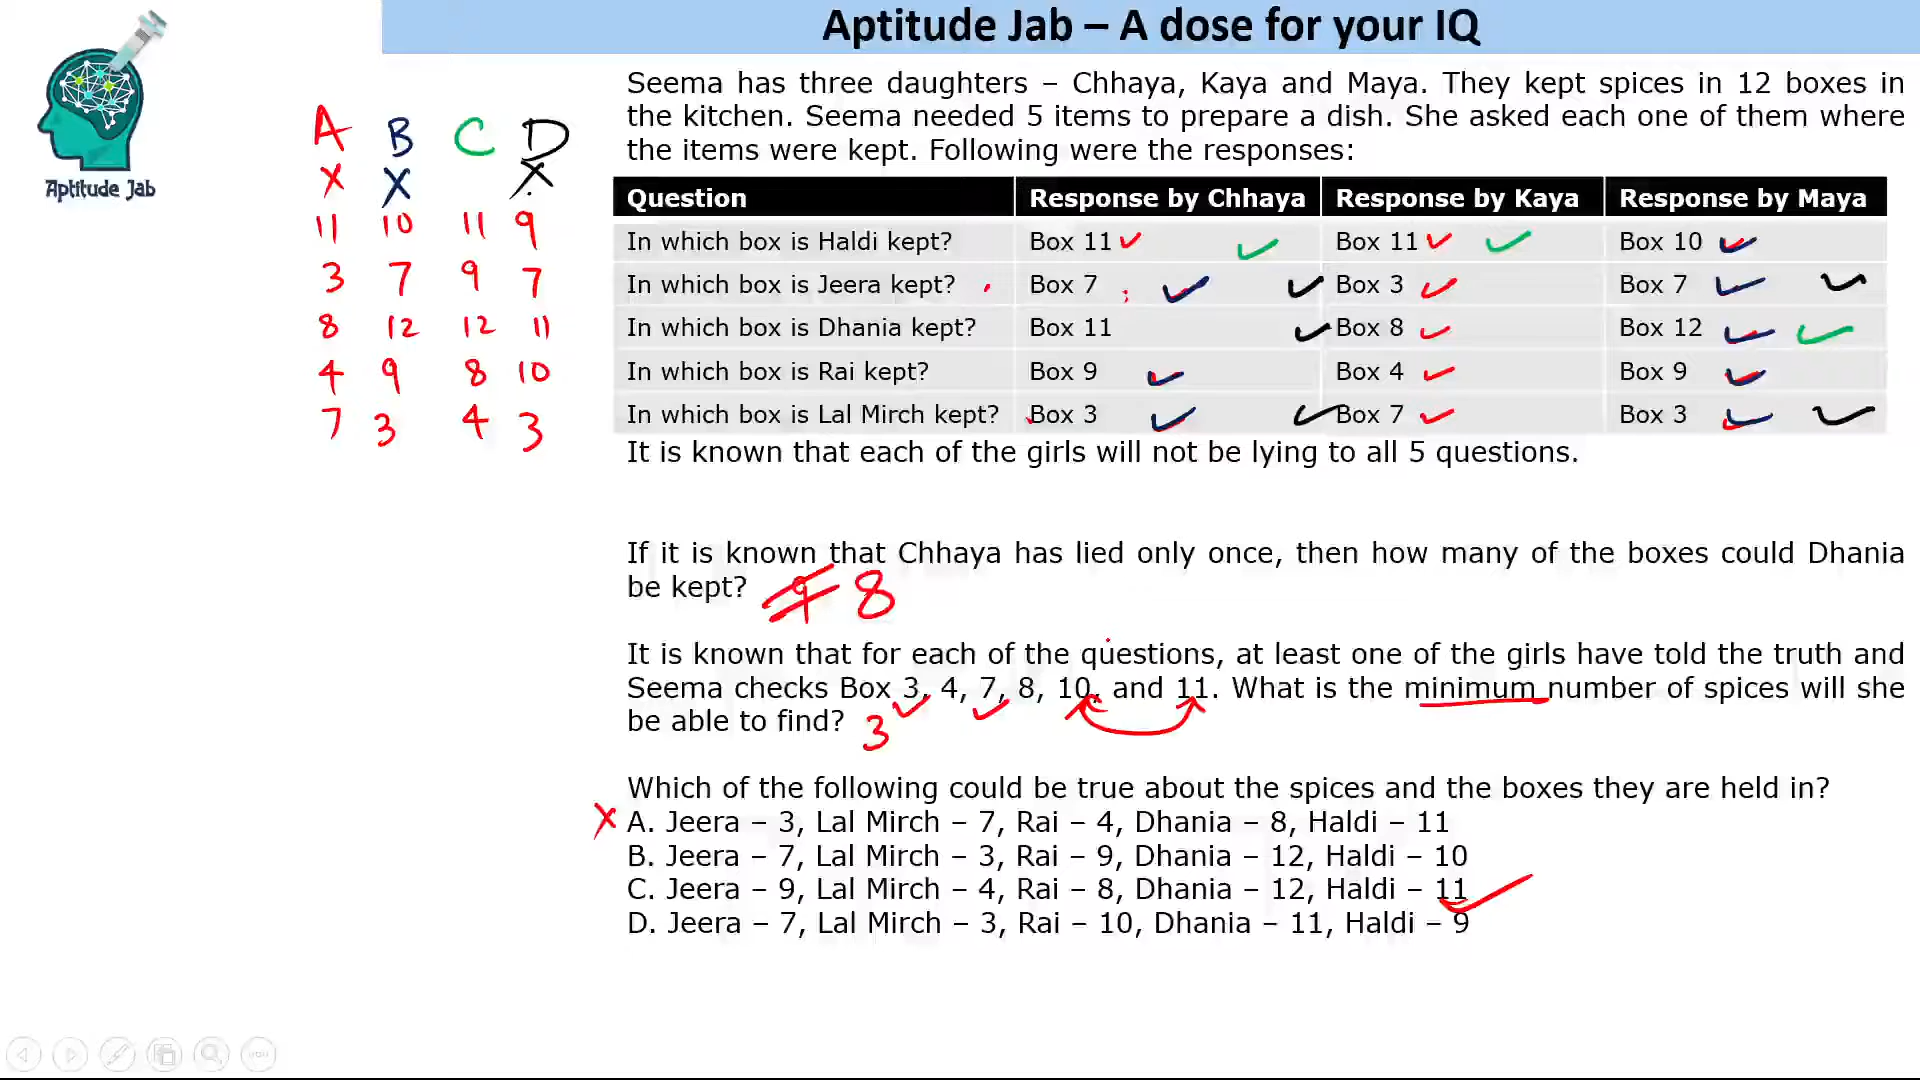 Aptitude Jab – A dose for your IQ
Aptitude Jab
Seema has three daughters – Chhaya, Kaya and Maya. They kept spices in 12 boxes in
the kitchen. Seema needed 5 items to prepare a dish. She asked each one of them where
the items were kept. Following were the responses:
A B C D
X X X
11 10 11 9
3 7 9 7
8 12 12 11
4 9 8 10
7 3 4 3
Question Response by Chhaya Response by Kaya Response by Maya
In which box is Haldi kept? Box 11 Box 11 Box 10
In which box is Jeera kept? Box 7 Box 3 Box 7
In which box is Dhania kept? Box 11 Box 8 Box 12
In which box is Rai kept? Box 9 Box 4 Box 9
In which box is Lal Mirch kept? Box 3 Box 7 Box 3
It is known that each of the girls will not be lying to all 5 questions.
If it is known that Chhaya has lied only once, then how many of the boxes could Dhania
be kept? 8
It is known that for each of the questions, at least one of the girls have told the truth and
Seema checks Box 3, 4, 7, 8, 10, and 11. What is the minimum number of spices will she
be able to find? 3
Which of the following could be true about the spices and the boxes they are held in?
X A. Jeera – 3, Lal Mirch – 7, Rai – 4, Dhania – 8, Haldi – 11
B. Jeera – 7, Lal Mirch – 3, Rai – 9, Dhania – 12, Haldi – 10
C. Jeera – 9, Lal Mirch – 4, Rai – 8, Dhania – 12, Haldi – 11
D. Jeera – 7, Lal Mirch – 3, Rai – 10, Dhania – 11, Haldi – 9